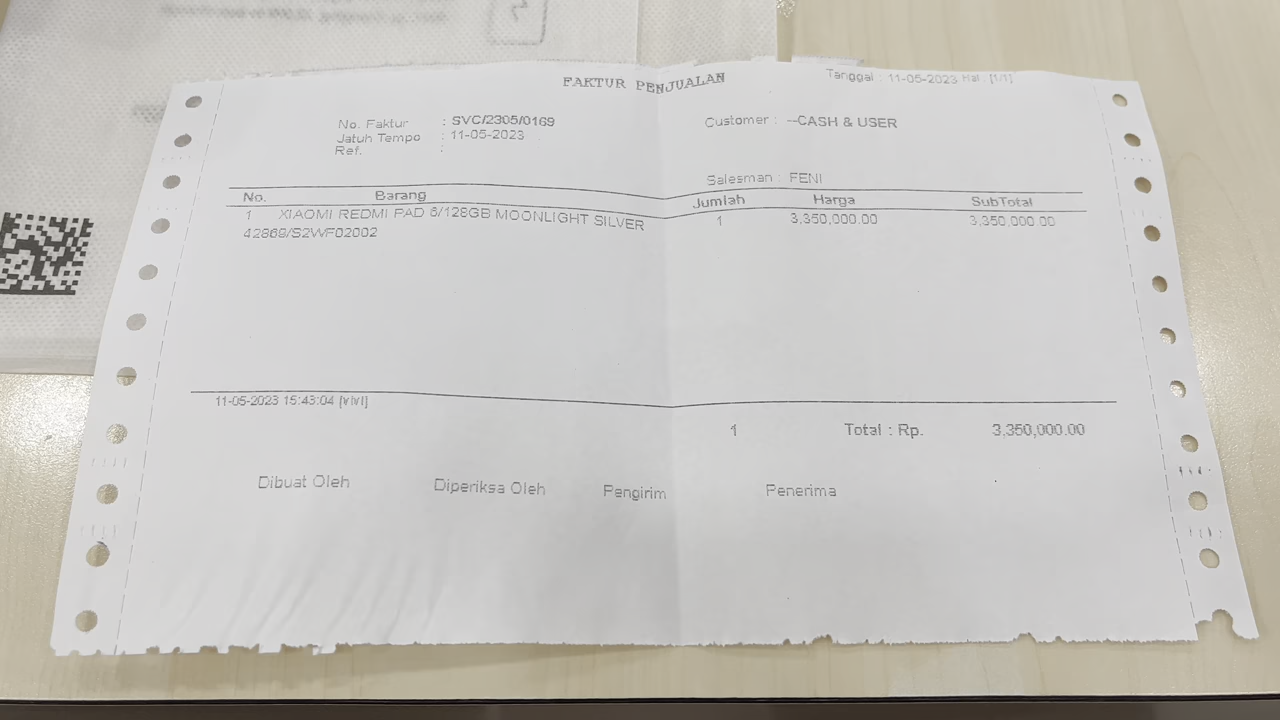 FAKTUR PENJUALAN
Tanggal : 11-05-2023 Hal : [1/1]
No. Faktur : SVC/2305/0169
Customer : --CASH & USER
Jatuh Tempo : 11-05-2023
Ref. :
Salesman : FENI
No. Barang Jumlah Harga SubTotal
1 XIAOMI REDMI PAD 6/128GB MOONLIGHT SILVER 1 3,350,000.00 3,350,000.00
42869/S2WF02002
11-05-2023 15:43:04
1 Total : Rp. 3,350,000.00
Dibuat Oleh Diperiksa Oleh Pengirim Penerima